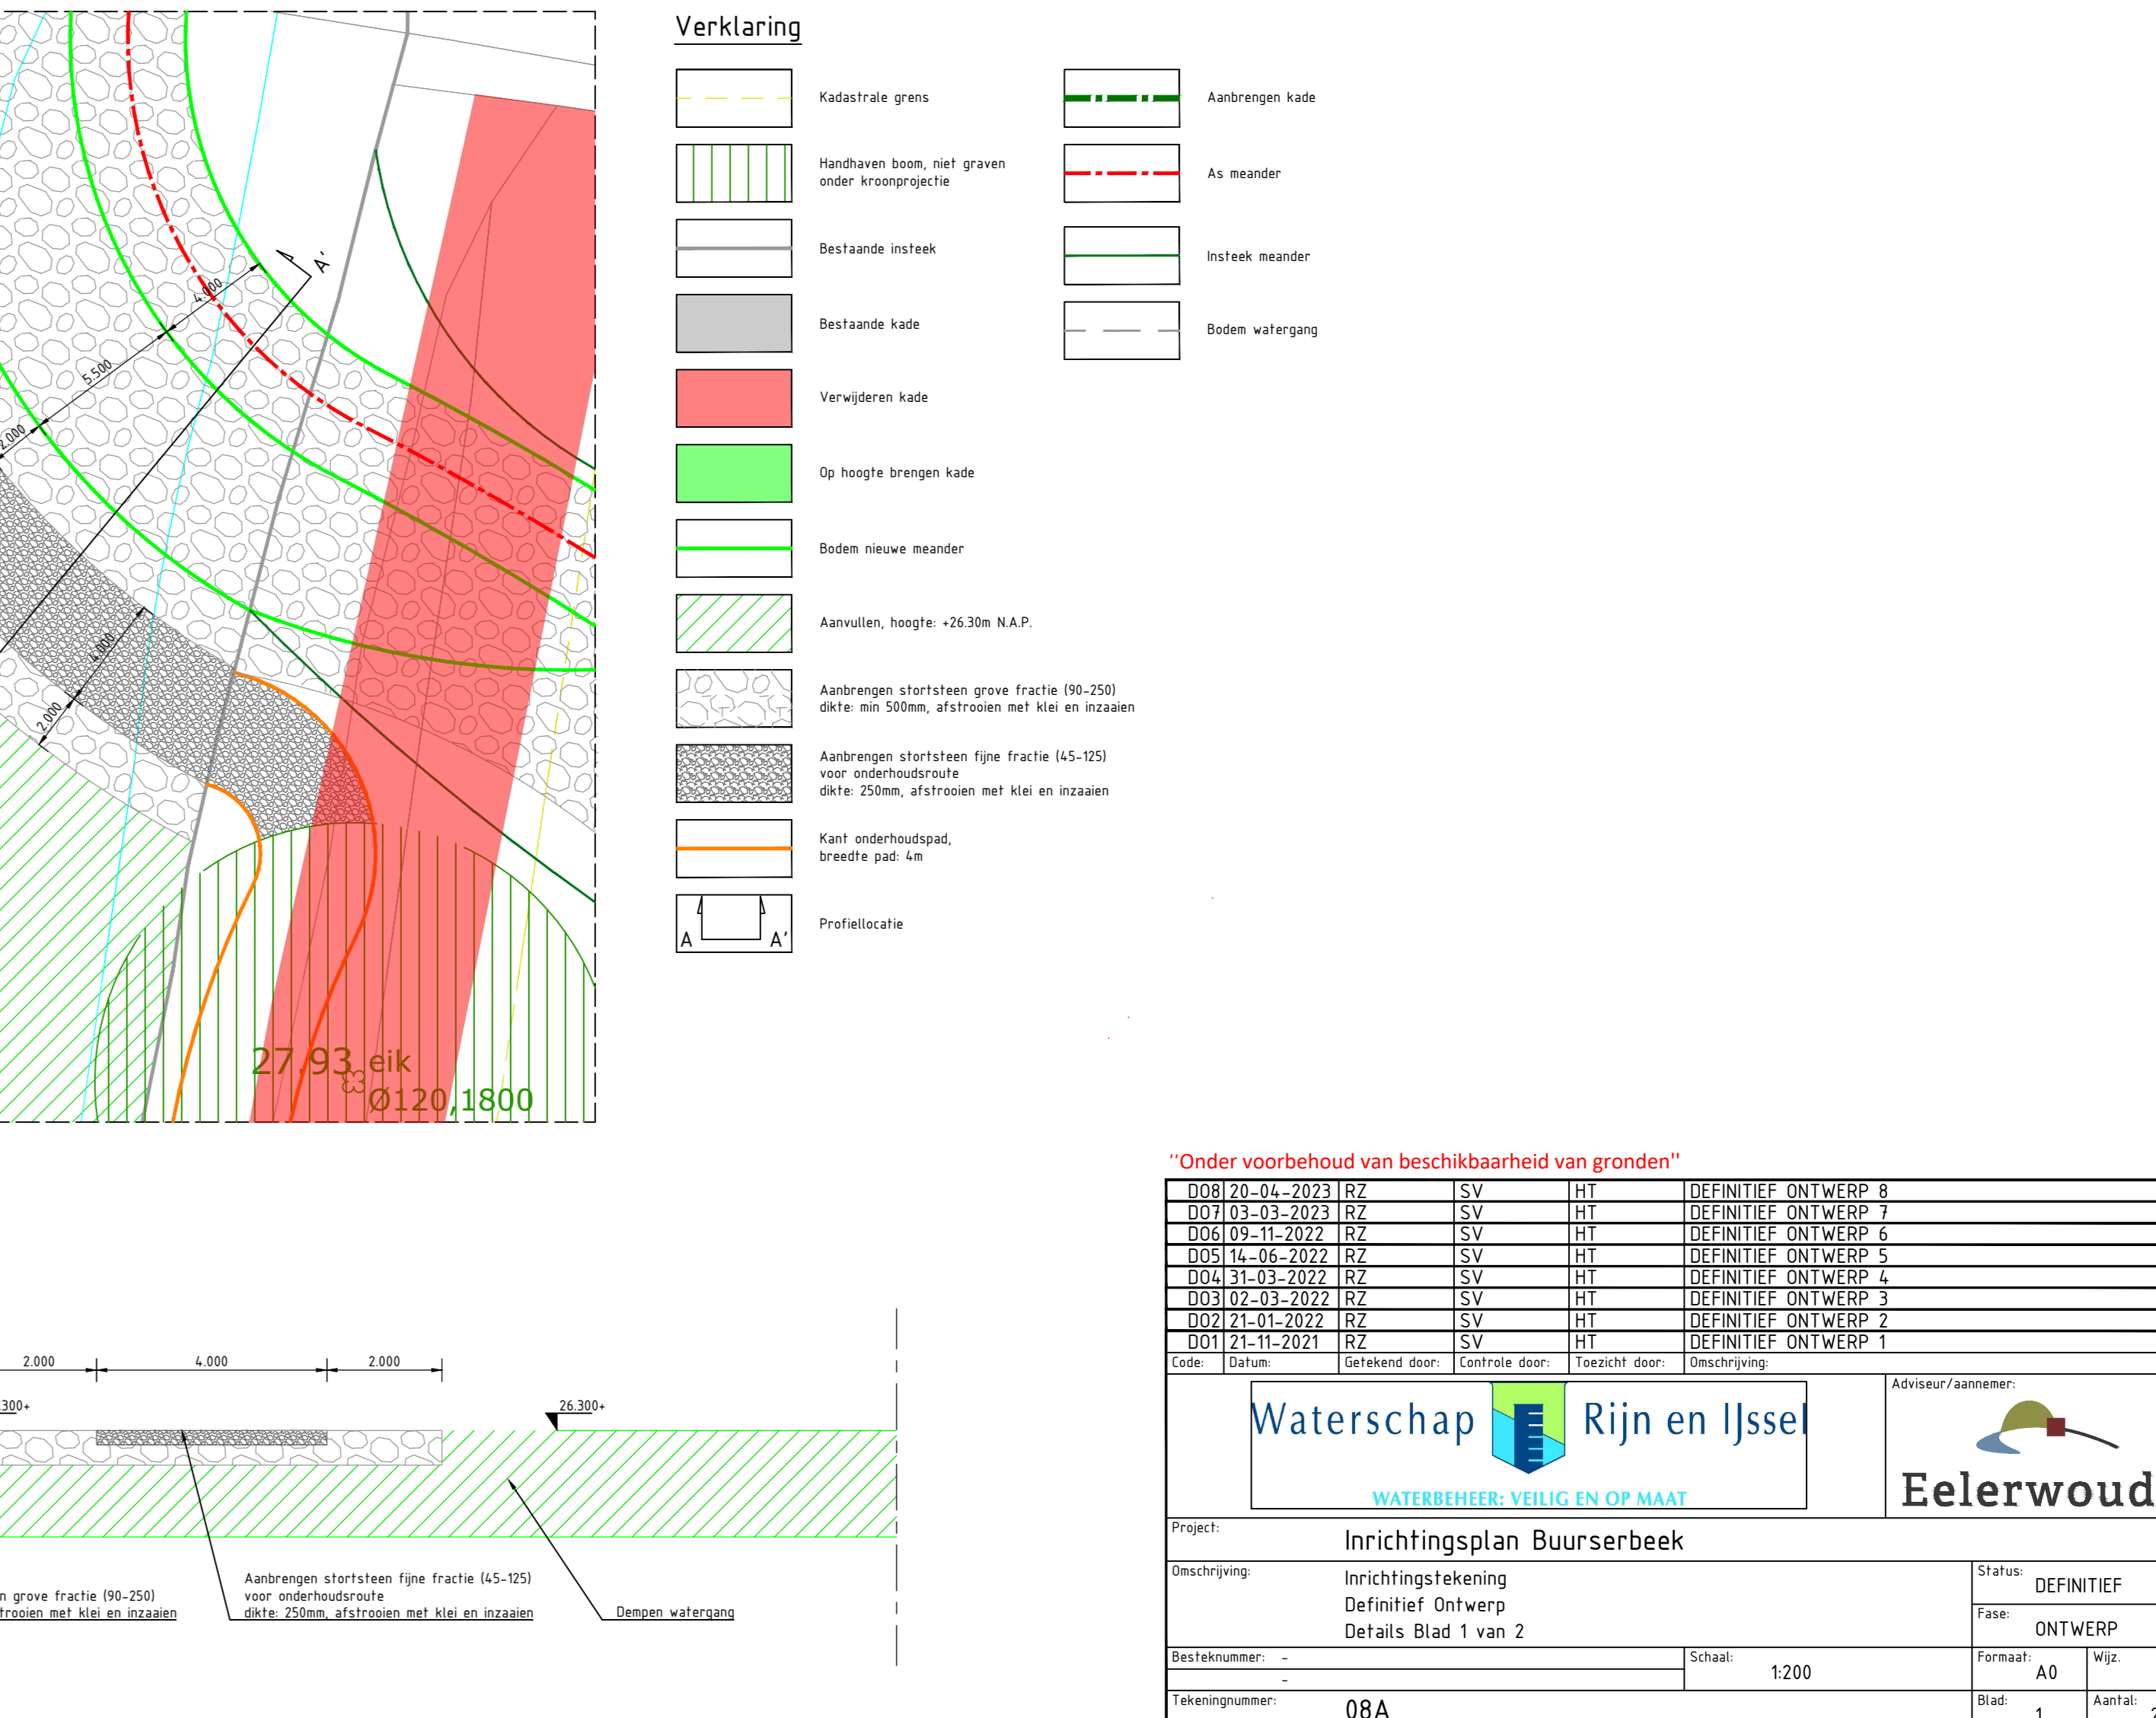 Verklaring
Kadastrale grens
Handhaven boom, niet graven
onder kroonprojectie
Bestaande insteek
Bestaande kade
Verwijderen kade
Op hoogte brengen kade
Bodem nieuwe meander
Aanvullen, hoogte: +26.30m N.A.P.
Aanbrengen stortsteen grove fractie (90-250)
dikte: min 500mm, afstrooien met klei en inzaaien
Aanbrengen stortsteen fijne fractie (45-125)
voor onderhoudsroute
dikte: 250mm, afstrooien met klei en inzaaien
Kant onderhoudspad,
breedte pad: 4m
A A'
Profiellocatie
Aanbrengen kade
As meander
Insteek meander
Bodem watergang
A'
4.000
5.500
2.000
4.000
2.000
27.93 eik
Ø120,1800
2.000 4.000 2.000
.300+ 26.300+
n grove fractie (90-250)
trooien met klei en inzaaien
Aanbrengen stortsteen fijne fractie (45-125)
voor onderhoudsroute
dikte: 250mm, afstrooien met klei en inzaaien
Dempen watergang
''Onder voorbehoud van beschikbaarheid van gronden''
DO8 20-04-2023 RZ SV HT DEFINITIEF ONTWERP 8
DO7 03-03-2023 RZ SV HT DEFINITIEF ONTWERP 7
DO6 09-11-2022 RZ SV HT DEFINITIEF ONTWERP 6
DO5 14-06-2022 RZ SV HT DEFINITIEF ONTWERP 5
DO4 31-03-2022 RZ SV HT DEFINITIEF ONTWERP 4
DO3 02-03-2022 RZ SV HT DEFINITIEF ONTWERP 3
DO2 21-01-2022 RZ SV HT DEFINITIEF ONTWERP 2
DO1 21-11-2021 RZ SV HT DEFINITIEF ONTWERP 1
Code: Datum: Getekend door: Controle door: Toezicht door: Omschrijving:
Waterschap Rijn en IJssel
WATERBEHEER: VEILIG EN OP MAAT
Adviseur/aannemer:
Eelerwoud
Project: Inrichtingsplan Buurserbeek
Omschrijving: Inrichtingstekening
Definitief Ontwerp
Details Blad 1 van 2
Status: DEFINITIEF
Fase: ONTWERP
Besteknummer: -
-
Schaal: 1:200
Formaat: A0
Wijz.
Tekeningnummer: 08A
Blad: 1
Aantal: